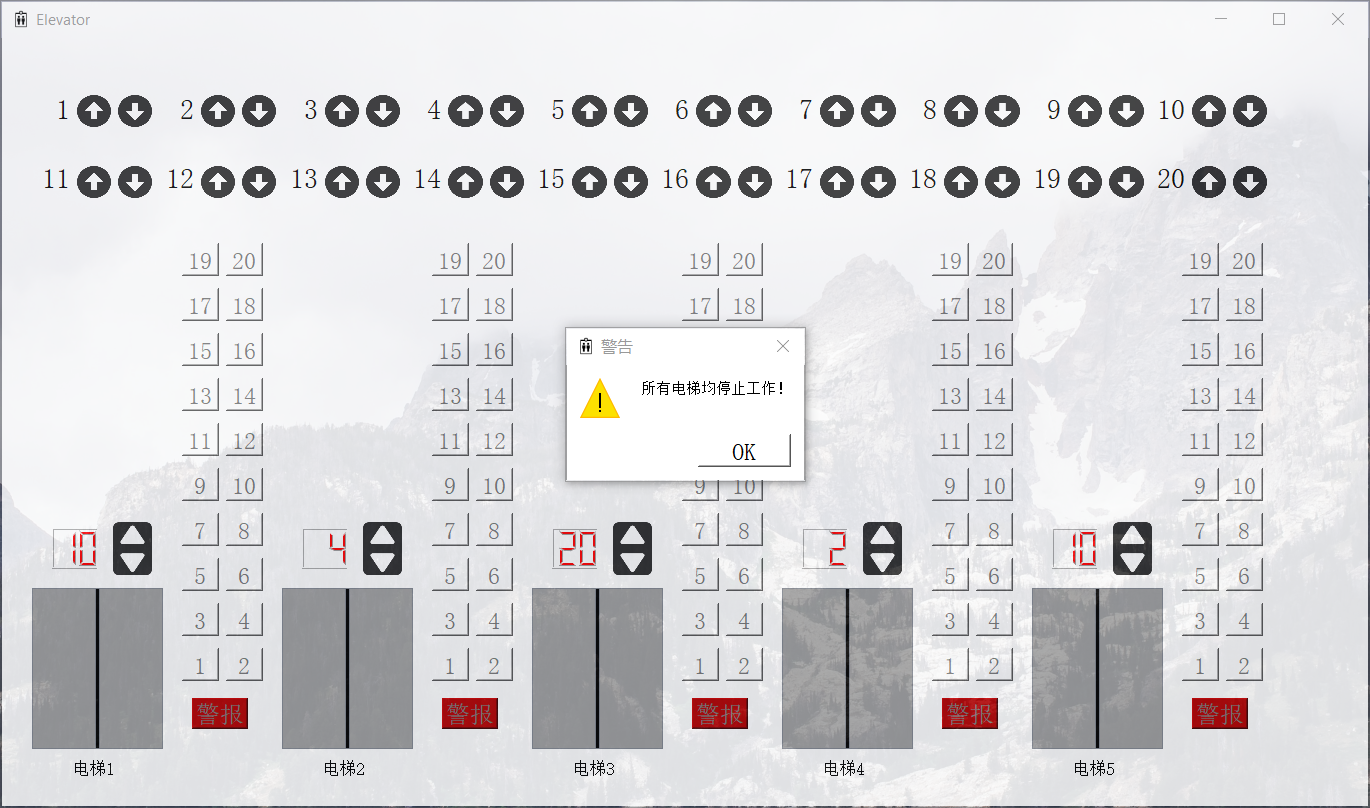 Elevator
1 2 3 4 5 6 7 8 9 10
11 12 13 14 15 16 17 18 19 20
19 20 19 20 19 20 19 20 19 20
17 18 17 18 17 18 17 18 17 18
警告
15 16 15 16 15 16 15 16
所有电梯均停止工作!
13 14 13 14 13 14 13 14
11 12 11 12 11 12 11 12
OK
9 10 9 10 9 10 9 10 9 10
7 8 7 8 7 8 7 8 7 8
10 4 20 2 10
5 6 5 6 5 6 5 6 5 6
3 4 3 4 3 4 3 4 3 4
1 2 1 2 1 2 1 2 1 2
警报 警报 警报 警报 警报
电梯1 电梯2 电梯3 电梯4 电梯5